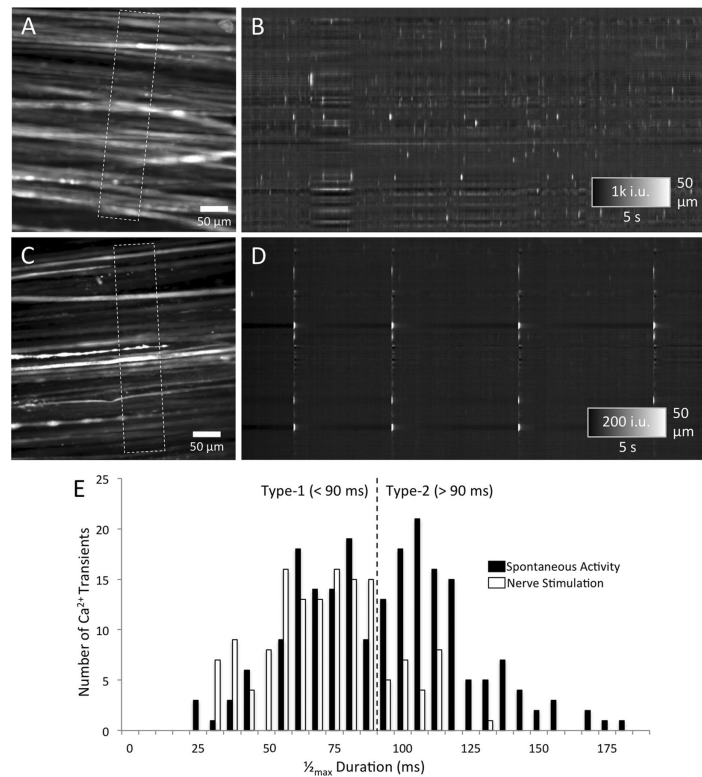 A
50 µm
B
1k i.u.
50
µm
5 s
C
50 µm
D
200 i.u.
50
µm
5 s
E
Type-1 (< 90 ms) Type-2 (> 90 ms)
Number of Ca²⁺ Transients
25
20
15
10
5
0
Spontaneous Activity
Nerve Stimulation
0 25 50 75 100 125 150 175
½max Duration (ms)